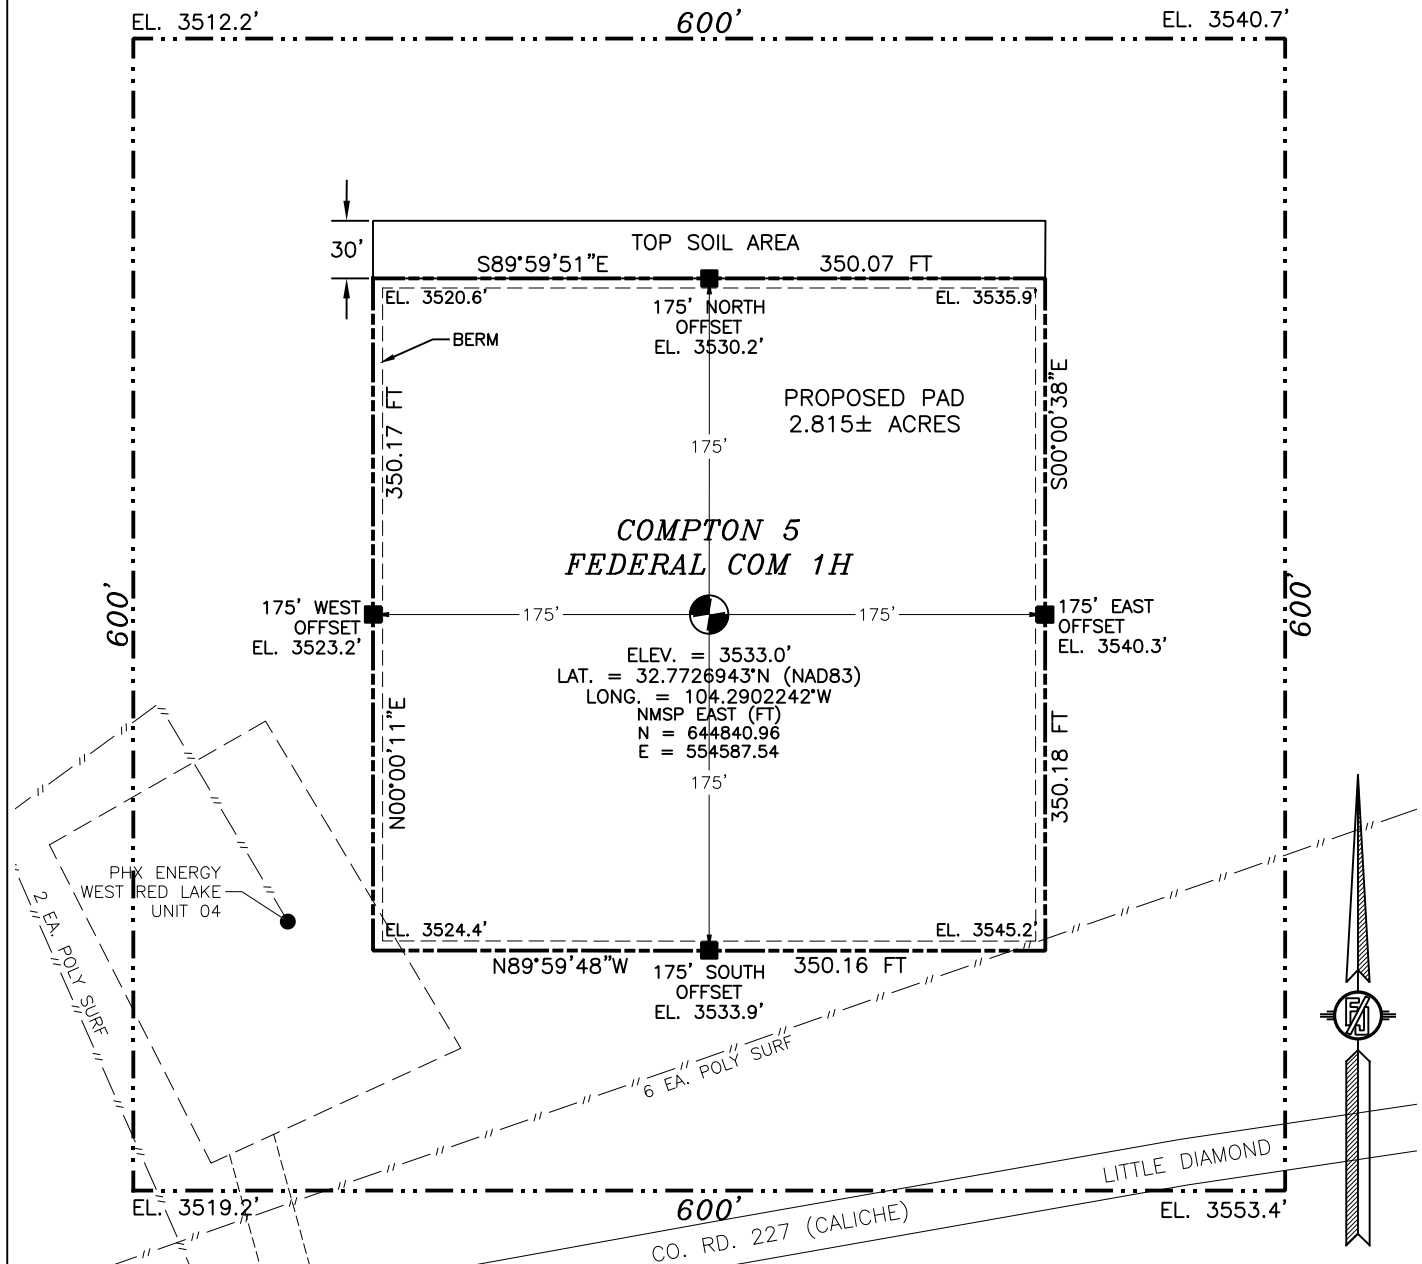 EL. 3512.2'
600'
EL. 3540.7'
30'
TOP SOIL AREA
S89°59'51"E
350.07 FT
EL. 3520.6'
EL. 3535.9'
175' NORTH
OFFSET
EL. 3530.2'
BERM
350.17 FT
S00°00'38"E
PROPOSED PAD
2.815± ACRES
175'
COMPTON 5
FEDERAL COM 1H
600'
175' WEST
OFFSET
EL. 3523.2'
175'
175'
175' EAST
OFFSET
EL. 3540.3'
600'
ELEV. = 3533.0'
LAT. = 32.7726943°N (NAD83)
LONG. = 104.2902242°W
NMSP EAST (FT)
N = 644840.96
E = 554587.54
N00°00'11"E
350.18 FT
175'
PHX ENERGY
WEST RED LAKE
UNIT 04
2 EA. POLY SURF
EL. 3524.4'
EL. 3545.2'
N89°59'48"W
350.16 FT
175' SOUTH
OFFSET
EL. 3533.9'
6 EA. POLY SURF
LITTLE DIAMOND
EL. 3519.2'
600'
EL. 3553.4'
CO. RD. 227 (CALICHE)